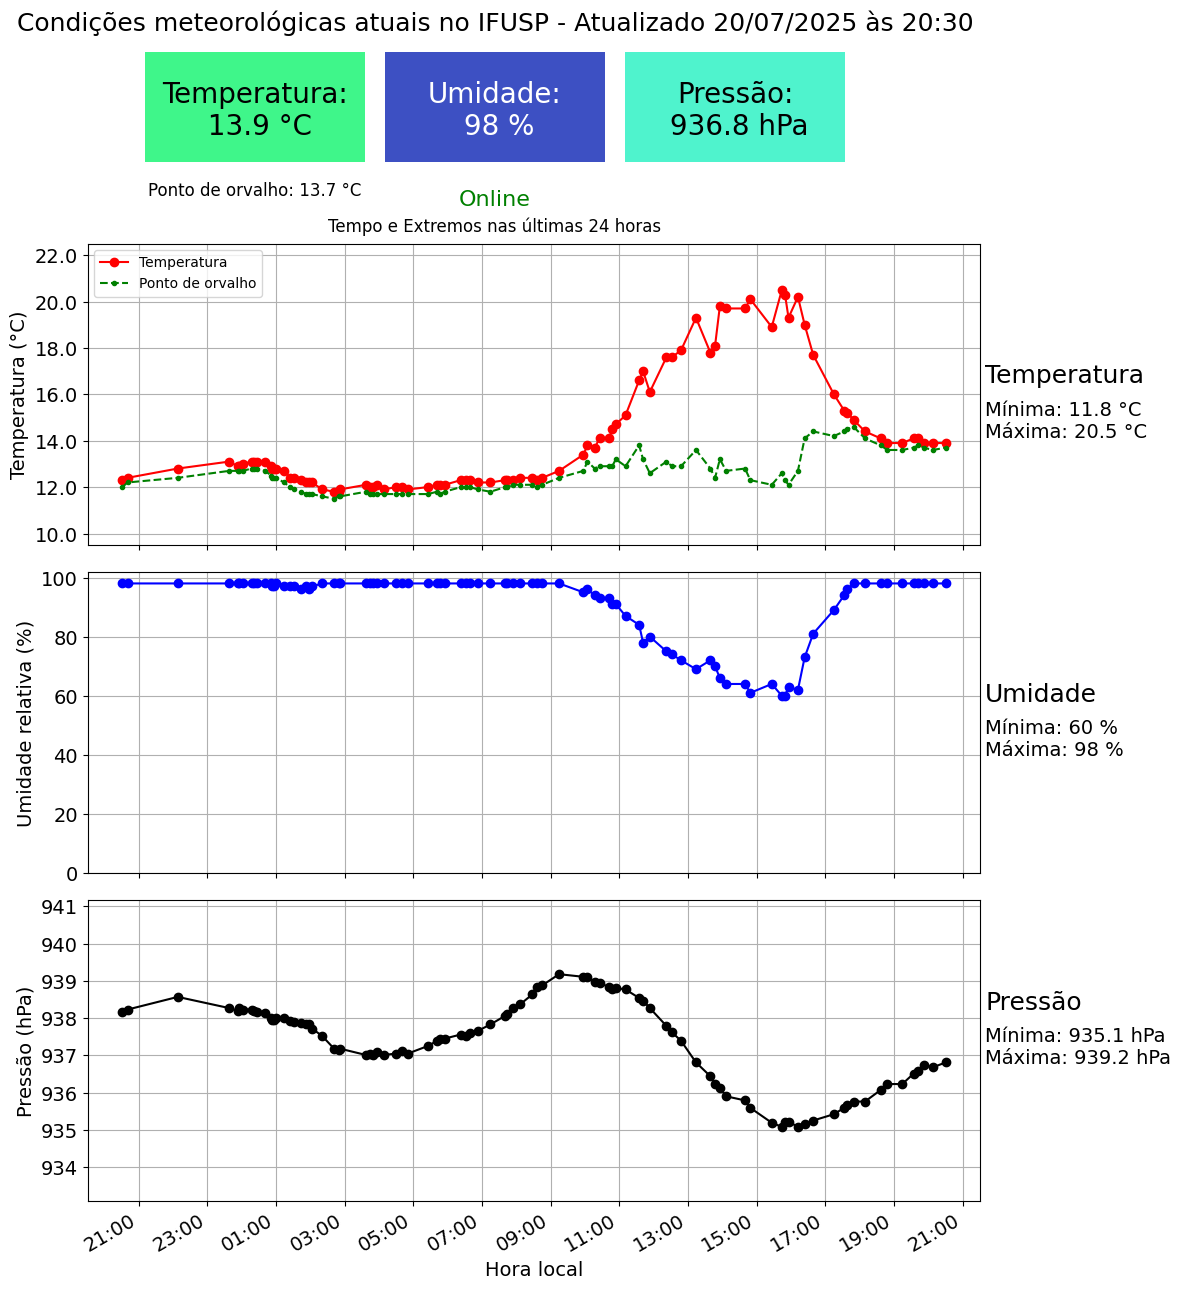 Condições meteorológicas atuais no IFUSP - Atualizado 20/07/2025 às 20:30
Temperatura:
13.9 °C
Umidade:
98 %
Pressão:
936.8 hPa
Ponto de orvalho: 13.7 °C
Online
Tempo e Extremos nas últimas 24 horas
Temperatura
Ponto de orvalho
Temperatura (°C)
22.0
20.0
18.0
16.0
14.0
12.0
10.0
Temperatura
Mínima: 11.8 °C
Máxima: 20.5 °C
Umidade relativa (%)
100
80
60
40
20
0
Umidade
Mínima: 60 %
Máxima: 98 %
Pressão (hPa)
941
940
939
938
937
936
935
934
Pressão
Mínima: 935.1 hPa
Máxima: 939.2 hPa
21:00 23:00 01:00 03:00 05:00 07:00 09:00 11:00 13:00 15:00 17:00 19:00 21:00
Hora local